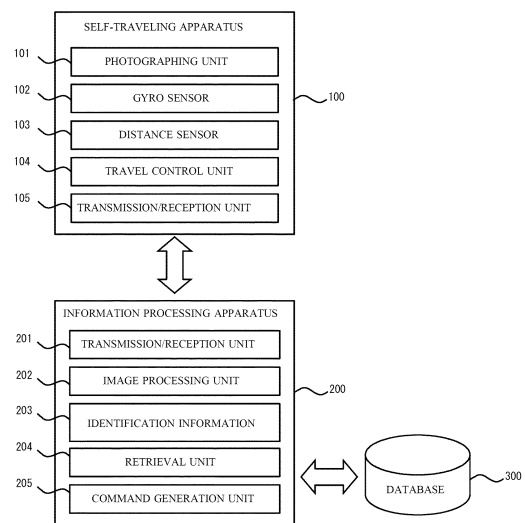 SELF-TRAVELING APPARATUS
101 PHOTOGRAPHING UNIT
102 GYRO SENSOR
100
103 DISTANCE SENSOR
104 TRAVEL CONTROL UNIT
105 TRANSMISSION/RECEPTION UNIT
INFORMATION PROCESSING APPARATUS
201 TRANSMISSION/RECEPTION UNIT
202 IMAGE PROCESSING UNIT
200
203 IDENTIFICATION INFORMATION
204 RETRIEVAL UNIT
205 COMMAND GENERATION UNIT
DATABASE
300